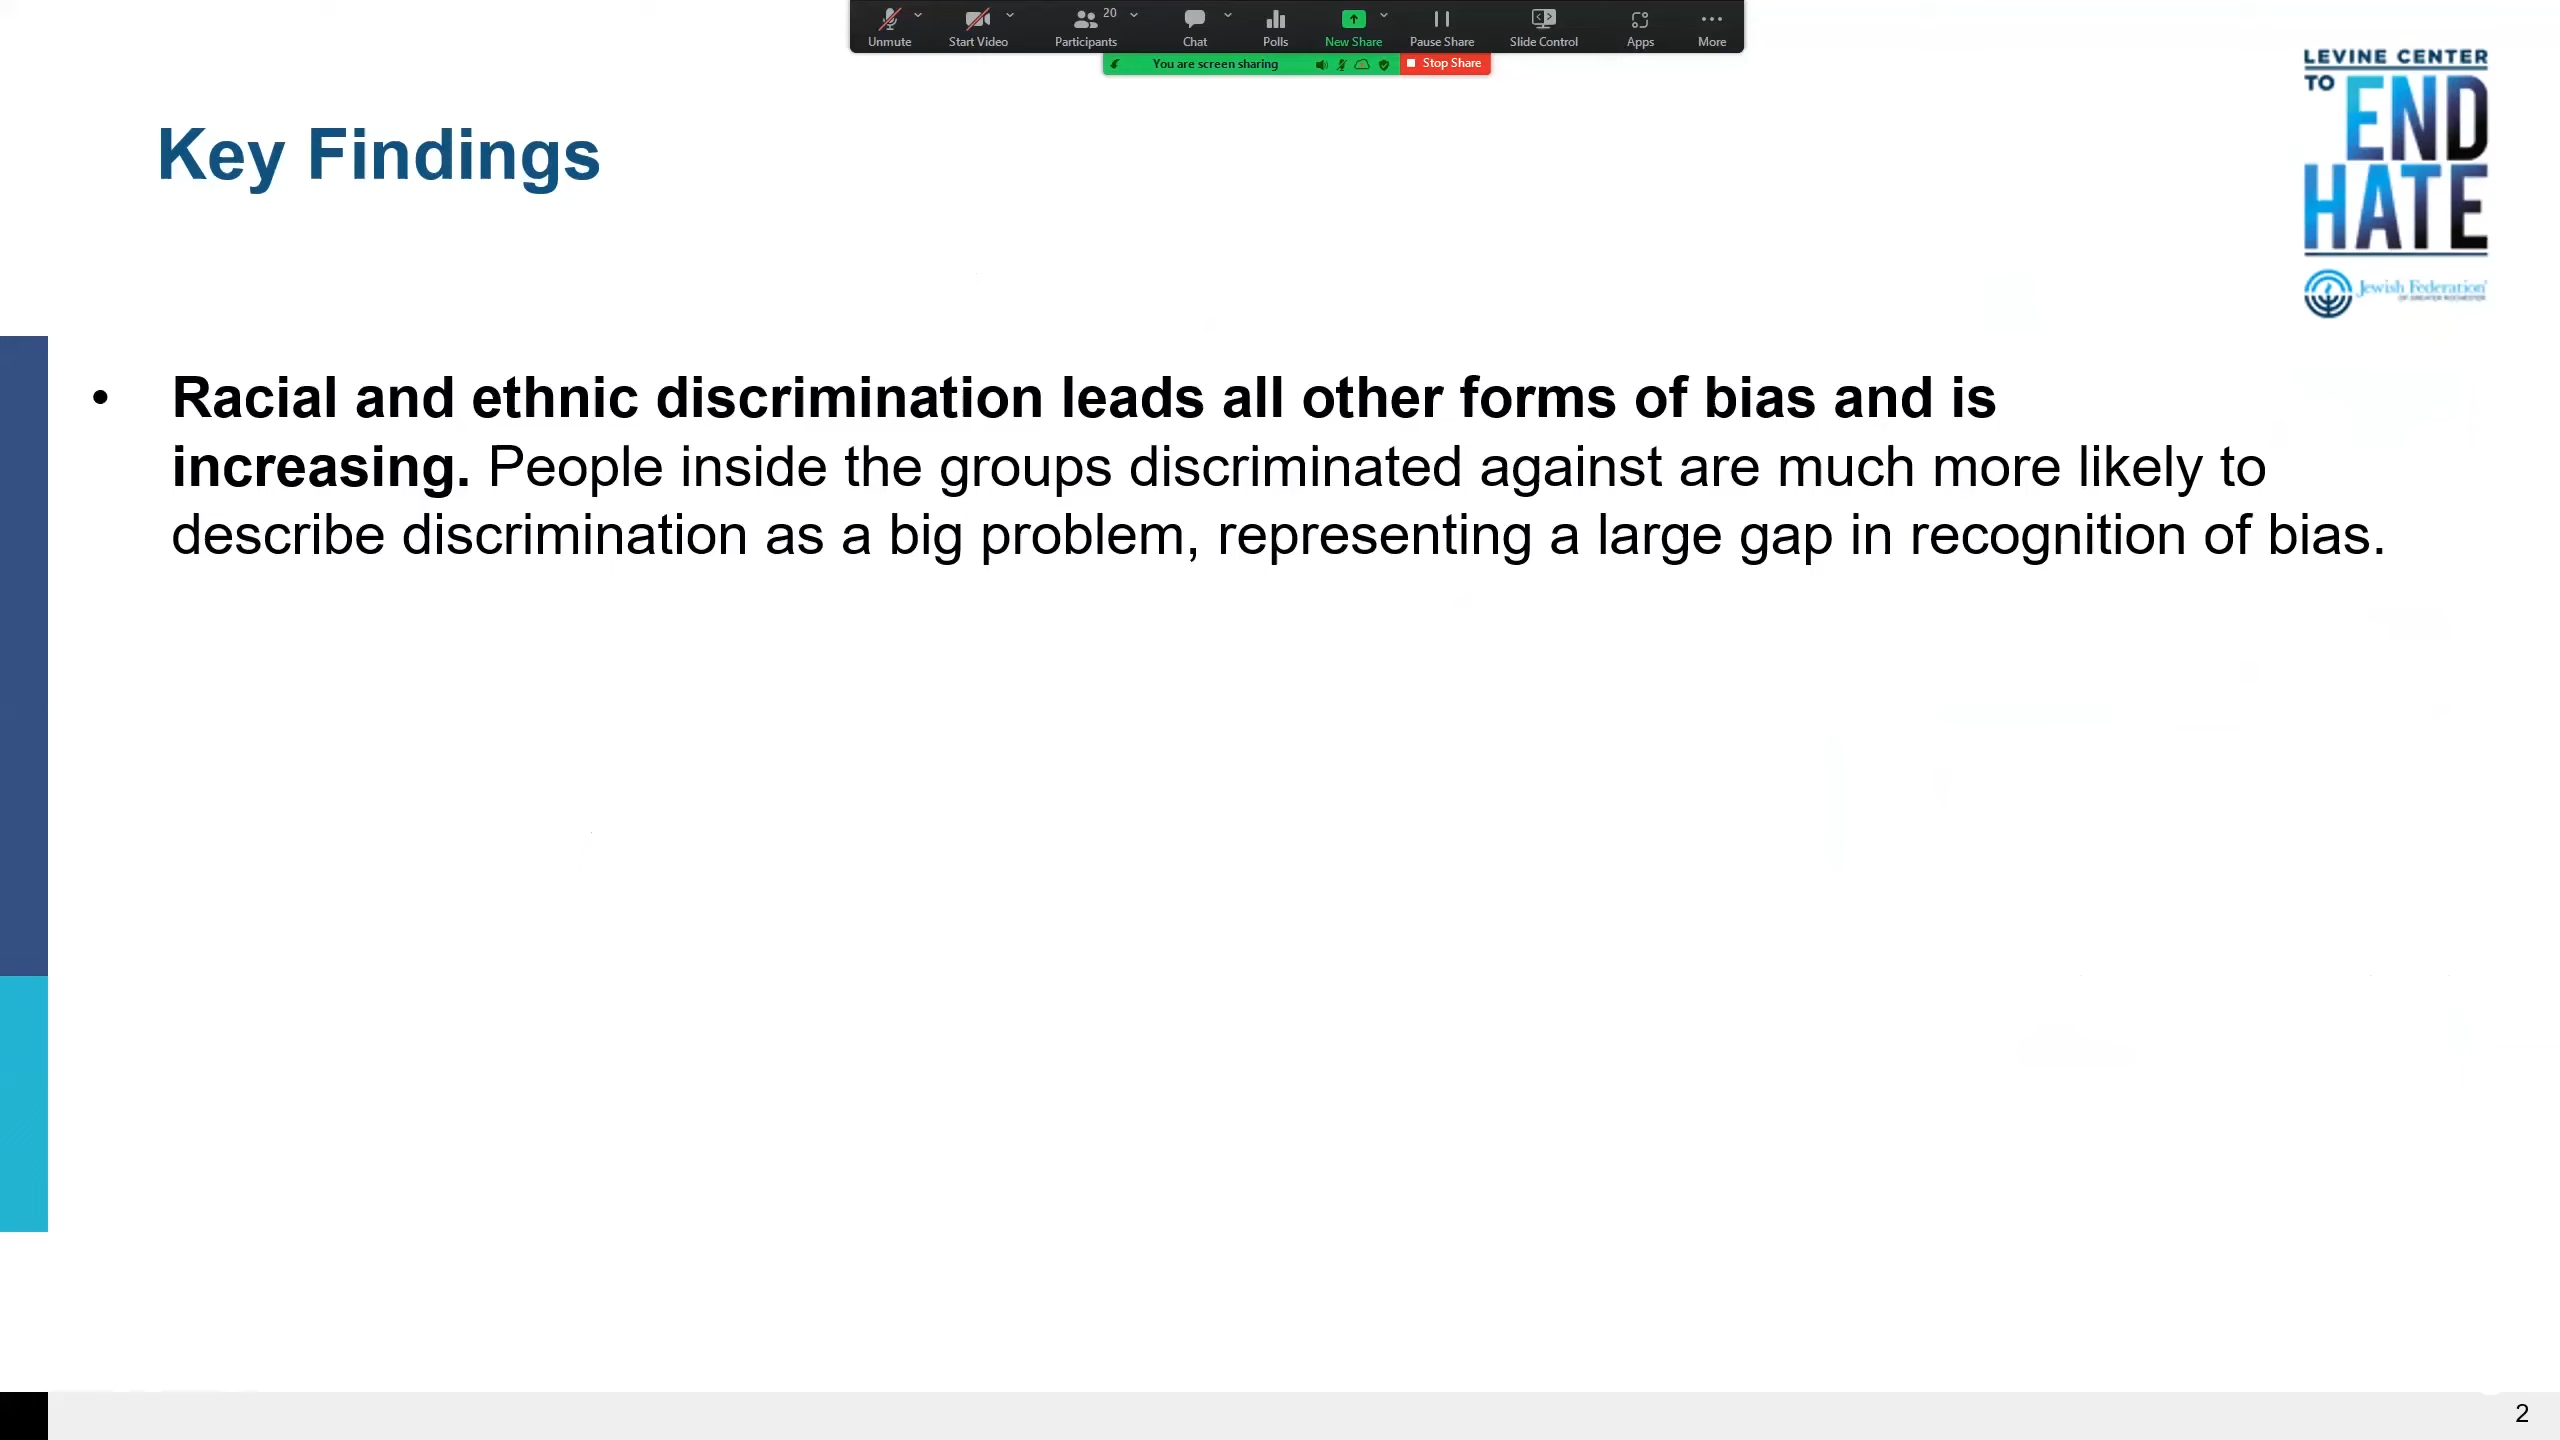 20
Unmute Start Video Participants Chat Polls New Share Pause Share Slide Control Apps More
You are screen sharing Stop Share
LEVINE CENTER
TO END
HATE
Jewish Federation
OF GREATER ROCHESTER
Key Findings
• Racial and ethnic discrimination leads all other forms of bias and is
increasing. People inside the groups discriminated against are much more likely to
describe discrimination as a big problem, representing a large gap in recognition of bias.
2